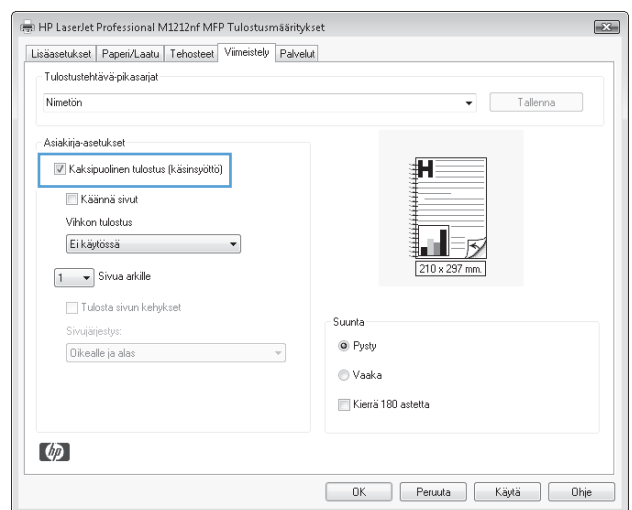 HP LaserJet Professional M1212nf MFP Tulostusmääritykset
Lisäasetukset Paperi/Laatu Tehosteet Viimeistely Palvelut
Tulostustehtävä-pikasarjat
Nimetön Tallenna
Asiakirja-asetukset
Kaksipuolinen tulostus (käsinsyöttö)
Käännä sivut
Vihkon tulostus
Ei käytössä
1 Sivua arkille
Tulosta sivun kehykset
Sivujärjestys:
Oikealle ja alas
H
210 x 297 mm.
Suunta
Pysty
Vaaka
Kierrä 180 astetta
hp
OK Peruuta Käytä Ohje